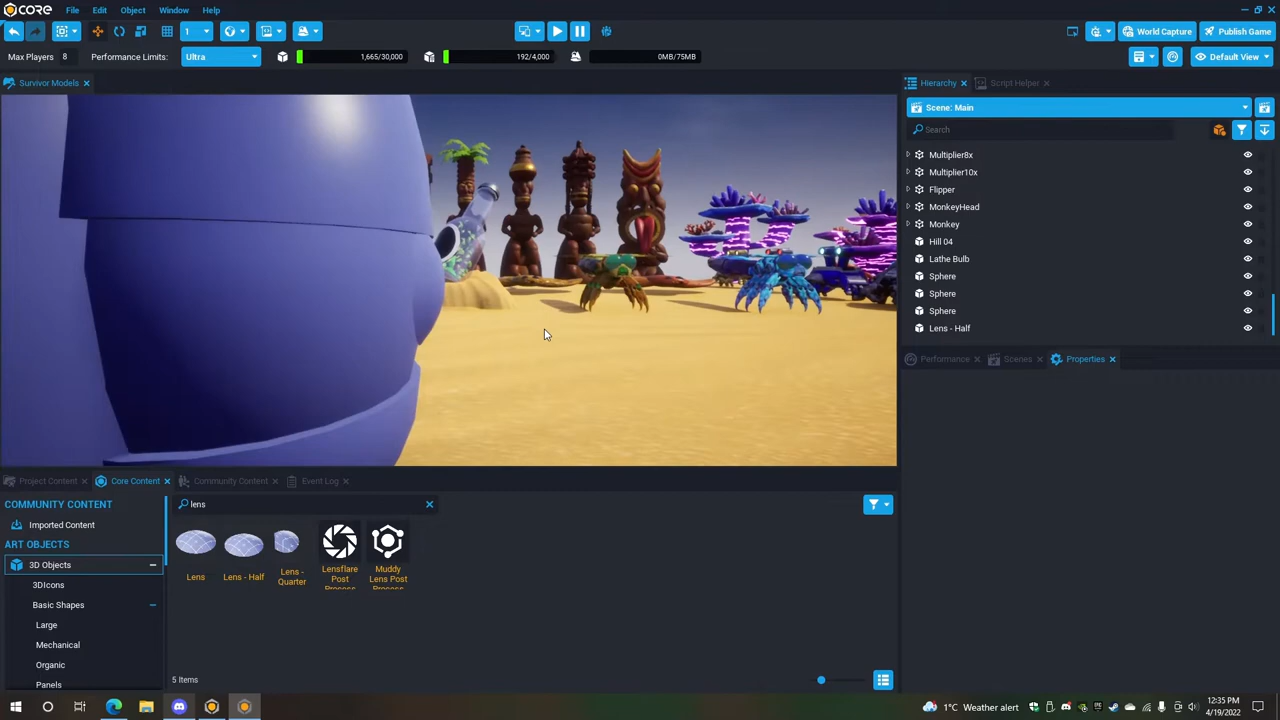 CORE
File
Edit
Object
Window
Help
1
World Capture
Publish Game
Max Players
8
Performance Limits:
Ultra
1,665/30,000
192/4,000
0MB/75MB
Default View
Survivor Models
Hierarchy
Script Helper
Scene: Main
Search
Multiplier8x
Multiplier10x
Flipper
MonkeyHead
Monkey
Hill 04
Lathe Bulb
Sphere
Sphere
Sphere
Lens - Half
Performance
Scenes
Properties
Project Content
Core Content
Community Content
Event Log
COMMUNITY CONTENT
Imported Content
ART OBJECTS
3D Objects
3DIcons
Basic Shapes
Large
Mechanical
Organic
Panels
lens
Lens
Lens - Half
Lens -
Quarter
Lensflare
Post
Process
Muddy
Lens Post
Process
5 Items
1°C Weather alert
12:35 PM
4/19/2022